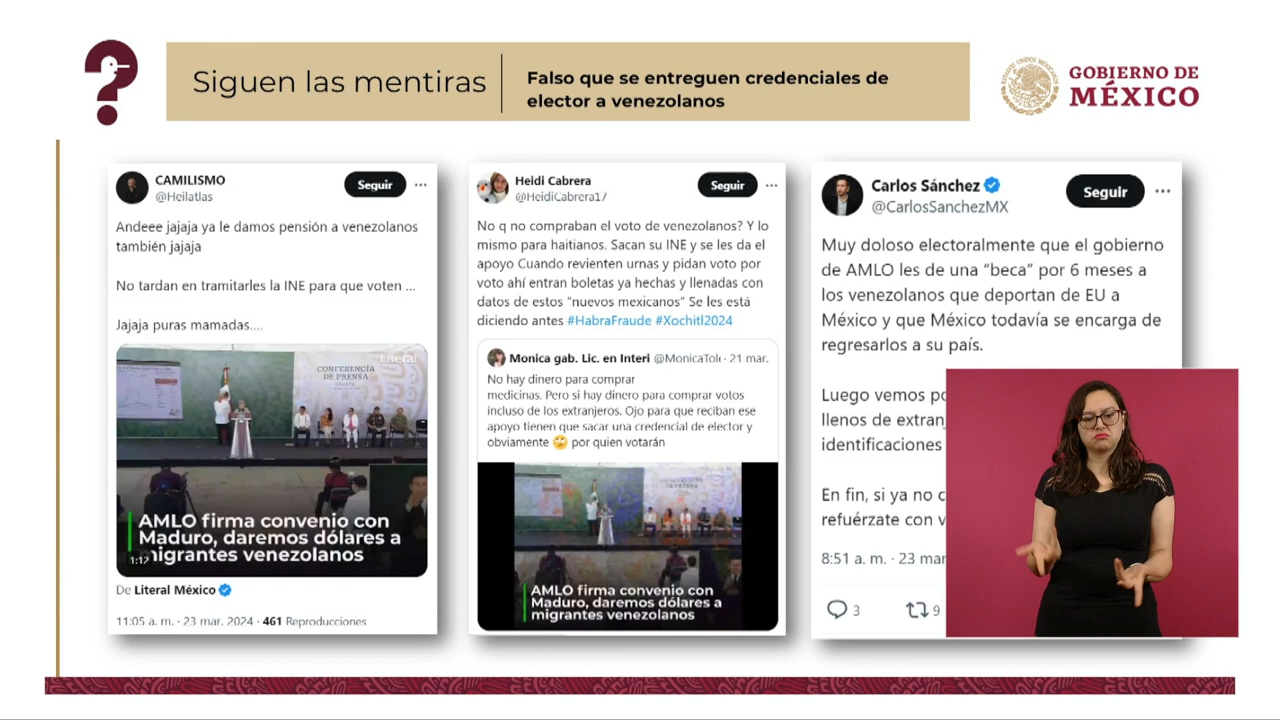 Siguen las mentiras
Falso que se entreguen credenciales de
elector a venezolanos
GOBIERNO DE
MÉXICO
CAMILISMO
@Heilatlas
Seguir
Andeee jajaja ya le damos pensión a venezolanos
también jajaja
No tardan en tramitarles la INE para que voten ...
Jajaja puras mamadas....
Literal
CONFERENCIA
DE PRENSA
AMLO firma convenio con
Maduro, daremos dólares a
migrantes venezolanos
1:12
De Literal México
11:05 a. m. · 23 mar. 2024 · 461 Reproducciones
Heidi Cabrera
@HeidiCabrera17
Seguir
No q no compraban el voto de venezolanos? Y lo
mismo para haitianos. Sacan su INE y se les da el
apoyo Cuando revienten urnas y pidan voto por
voto ahí entran boletas ya hechas y llenadas con
datos de estos "nuevos mexicanos" Se les está
diciendo antes #HabraFraude #Xochitl2024
Monica gab. Lic. en Interi @MonicaTol · 21 mar.
No hay dinero para comprar
medicinas. Pero si hay dinero para comprar votos
incluso de los extranjeros. Ojo para que reciban ese
apoyo tienen que sacar una credencial de elector y
obviamente 🙄 por quien votarán
AMLO firma convenio con
Maduro, daremos dólares a
migrantes venezolanos
Carlos Sánchez
@CarlosSanchezMX
Seguir
Muy doloso electoralmente que el gobierno
de AMLO les de una "beca" por 6 meses a
los venezolanos que deportan de EU a
México y que México todavía se encarga de
regresarlos a su país.
Luego vemos
llenos de
identificaciones
En fin, si ya no
refuérzate con
8:51 a. m. · 23 mar
3
9